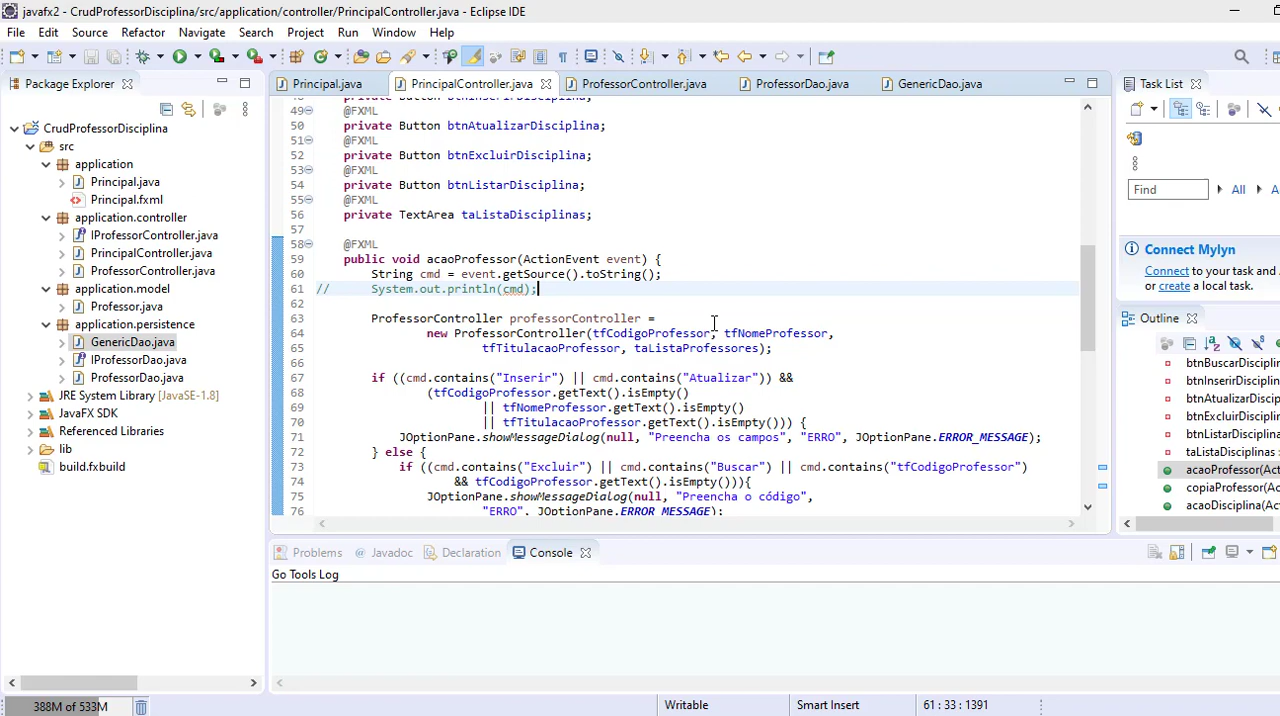 javafx2 - CrudProfessorDisciplina/src/application/controller/PrincipalController.java - Eclipse IDE
File Edit Source Refactor Navigate Search Project Run Window Help
Package Explorer
CrudProfessorDisciplina
src
application
Principal.java
Principal.fxml
application.controller
IProfessorController.java
PrincipalController.java
ProfessorController.java
application.model
Professor.java
application.persistence
GenericDao.java
IProfessorDao.java
ProfessorDao.java
JRE System Library [JavaSE-1.8]
JavaFX SDK
Referenced Libraries
lib
build.fxbuild
Principal.java PrincipalController.java ProfessorController.java ProfessorDao.java GenericDao.java
49 @FXML
50 private Button btnAtualizarDisciplina;
51 @FXML
52 private Button btnExcluirDisciplina;
53 @FXML
54 private Button btnListarDisciplina;
55 @FXML
56 private TextArea taListaDisciplinas;
57
58 @FXML
59 public void acaoProfessor(ActionEvent event) {
60 String cmd = event.getSource().toString();
61 // System.out.println(cmd);
62
63 ProfessorController professorController =
64 new ProfessorController(tfCodigoProfessor, tfNomeProfessor,
65 tfTitulacaoProfessor, taListaProfessores);
66
67 if ((cmd.contains("Inserir") || cmd.contains("Atualizar")) &&
68 (tfCodigoProfessor.getText().isEmpty()
69 || tfNomeProfessor.getText().isEmpty()
70 || tfTitulacaoProfessor.getText().isEmpty())) {
71 JOptionPane.showMessageDialog(null, "Preencha os campos", "ERRO", JOptionPane.ERROR_MESSAGE);
72 } else {
73 if ((cmd.contains("Excluir") || cmd.contains("Buscar") || cmd.contains("tfCodigoProfessor")
74 && tfCodigoProfessor.getText().isEmpty())){
75 JOptionPane.showMessageDialog(null, "Preencha o código",
76 "ERRO", JOptionPane.ERROR_MESSAGE);
Task List
Find All
Connect Mylyn
Connect to your task
or create a local task.
Outline
btnBuscarDisciplina
btnInserirDisciplina
btnAtualizarDisciplina
btnExcluirDisciplina
btnListarDisciplina
taListaDisciplinas
acaoProfessor(Act
copiaProfessor(Ac
acaoDisciplina(Act
Problems Javadoc Declaration Console
Go Tools Log
388M of 533M
Writable Smart Insert 61 : 33 : 1391